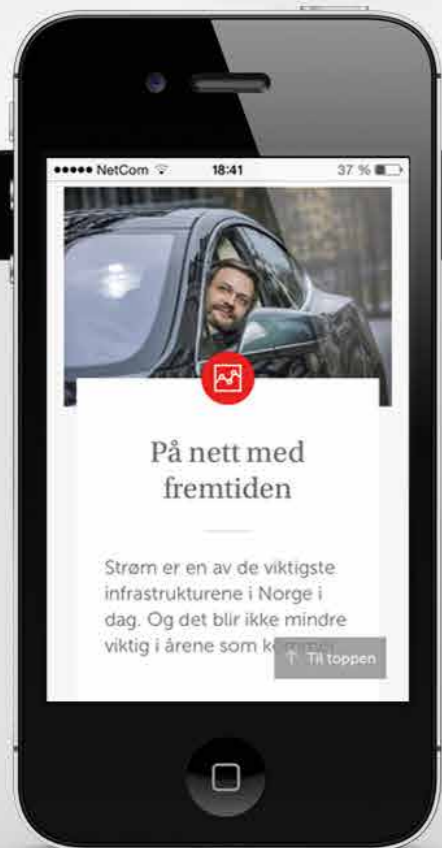 NetCom 18:41 37 %
På nett med
fremtiden
Strøm er en av de viktigste
infrastrukturene i Norge i
dag. Og det blir ikke mindre
viktig i årene som
↑ Til toppen